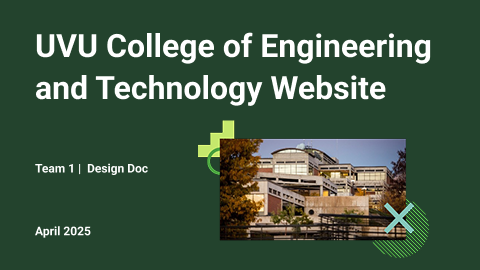 UVU College of Engineering
and Technology Website
Team 1 | Design Doc
April 2025